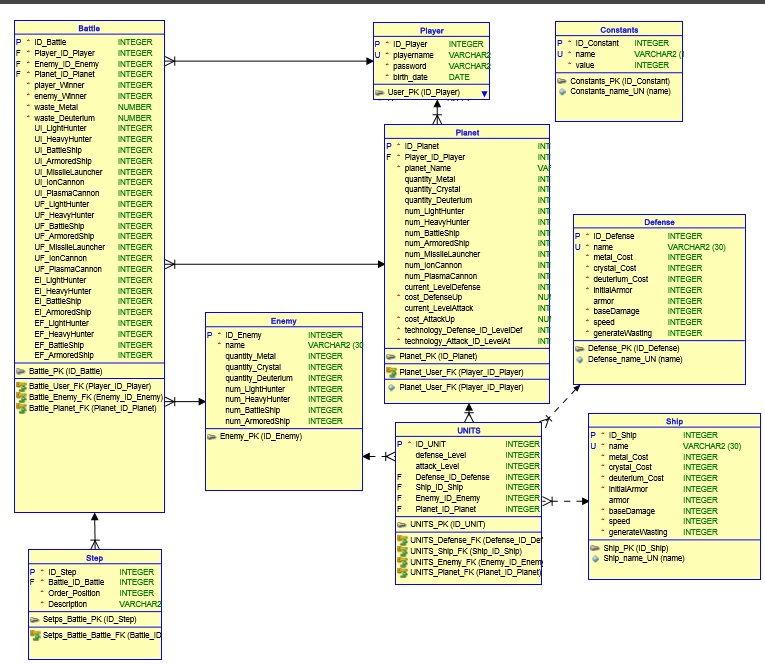 Battle
P * ID_Battle INTEGER
F * Player_ID_Player INTEGER
F * Enemy_ID_Enemy INTEGER
F * Planet_ID_Planet INTEGER
* player_Winner INTEGER
* enemy_Winner INTEGER
* waste_Metal NUMBER
* waste_Deuterium NUMBER
UI_LightHunter INTEGER
UI_HeavyHunter INTEGER
UI_BattleShip INTEGER
UI_ArmoredShip INTEGER
UI_MissileLauncher INTEGER
UI_IonCannon INTEGER
UI_PlasmaCannon INTEGER
UF_LightHunter INTEGER
UF_HeavyHunter INTEGER
UF_BattleShip INTEGER
UF_ArmoredShip INTEGER
UF_MissileLauncher INTEGER
UF_IonCannon INTEGER
UF_PlasmaCannon INTEGER
EI_LightHunter INTEGER
EI_HeavyHunter INTEGER
EI_BattleShip INTEGER
EI_ArmoredShip INTEGER
EF_LightHunter INTEGER
EF_HeavyHunter INTEGER
EF_BattleShip INTEGER
EF_ArmoredShip INTEGER
Battle_PK (ID_Battle)
Battle_User_FK (Player_ID_Player)
Battle_Enemy_FK (Enemy_ID_Enemy)
Battle_Planet_FK (Planet_ID_Planet)
Player
P * ID_Player INTEGER
U * playername VARCHAR2
* password VARCHAR2
* birth_date DATE
User_PK (ID_Player)
Constants
P * ID_Constant INTEGER
U * name VARCHAR2 (
* value INTEGER
Constants_PK (ID_Constant)
Constants_name_UN (name)
Planet
P * ID_Planet INT
F * Player_ID_Player INT
* planet_Name VAR
quantity_Metal INT
quantity_Crystal INT
quantity_Deuterium INT
num_LightHunter INT
num_HeavyHunter INT
num_BattleShip INT
num_ArmoredShip INT
num_MissileLauncher INT
num_IonCannon INT
num_PlasmaCannon INT
current_LevelDefense INT
* cost_DefenseUp NU
current_LevelAttack INT
* cost_AttackUp NU
* technology_Defense_ID_LevelDef INT
* technology_Attack_ID_LevelAt INT
Planet_PK (ID_Planet)
Planet_User_FK (Player_ID_Player)
Planet_User_FK (Player_ID_Player)
Defense
P * ID_Defense INTEGER
U * name VARCHAR2 (30)
* metal_Cost INTEGER
* crystal_Cost INTEGER
* deuterium_Cost INTEGER
* initialArmor INTEGER
armor INTEGER
* baseDamage INTEGER
* speed INTEGER
* generateWasting INTEGER
Defense_PK (ID_Defense)
Defense_name_UN (name)
Enemy
P * ID_Enemy INTEGER
* name VARCHAR2 (30
quantity_Metal INTEGER
quantity_Crystal INTEGER
quantity_Deuterium INTEGER
num_LightHunter INTEGER
num_HeavyHunter INTEGER
num_BattleShip INTEGER
num_ArmoredShip INTEGER
Enemy_PK (ID_Enemy)
UNITS
P * ID_UNIT INTEGER
defense_Level INTEGER
attack_Level INTEGER
F Defense_ID_Defense INTEGER
F Ship_ID_Ship INTEGER
F Enemy_ID_Enemy INTEGER
F Planet_ID_Planet INTEGER
UNITS_PK (ID_UNIT)
UNITS_Defense_FK (Defense_ID_Def
UNITS_Ship_FK (Ship_ID_Ship)
UNITS_Enemy_FK (Enemy_ID_Enem
UNITS_Planet_FK (Planet_ID_Planet)
Ship
P * ID_Ship INTEGER
U * name VARCHAR2 (30)
* metal_Cost INTEGER
* crystal_Cost INTEGER
* deuterium_Cost INTEGER
* initialArmor INTEGER
armor INTEGER
* baseDamage INTEGER
* speed INTEGER
* generateWasting INTEGER
Ship_PK (ID_Ship)
Ship_name_UN (name)
Step
P * ID_Step INTEGER
F * Battle_ID_Battle INTEGER
* Order_Position INTEGER
* Description VARCHAR2
Setps_Battle_PK (ID_Step)
Setps_Battle_Battle_FK (Battle_ID